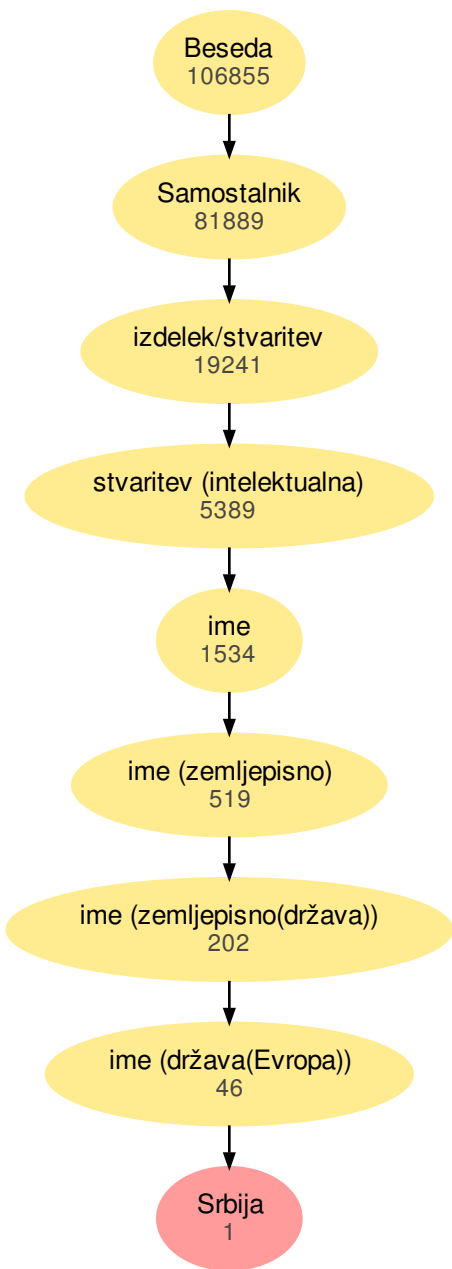 Beseda
106855
Samostalnik
81889
izdelek/stvaritev
19241
stvaritev (intelektualna)
5389
ime
1534
ime (zemljepisno)
519
ime (zemljepisno(država))
202
ime (država(Evropa))
46
Srbija
1